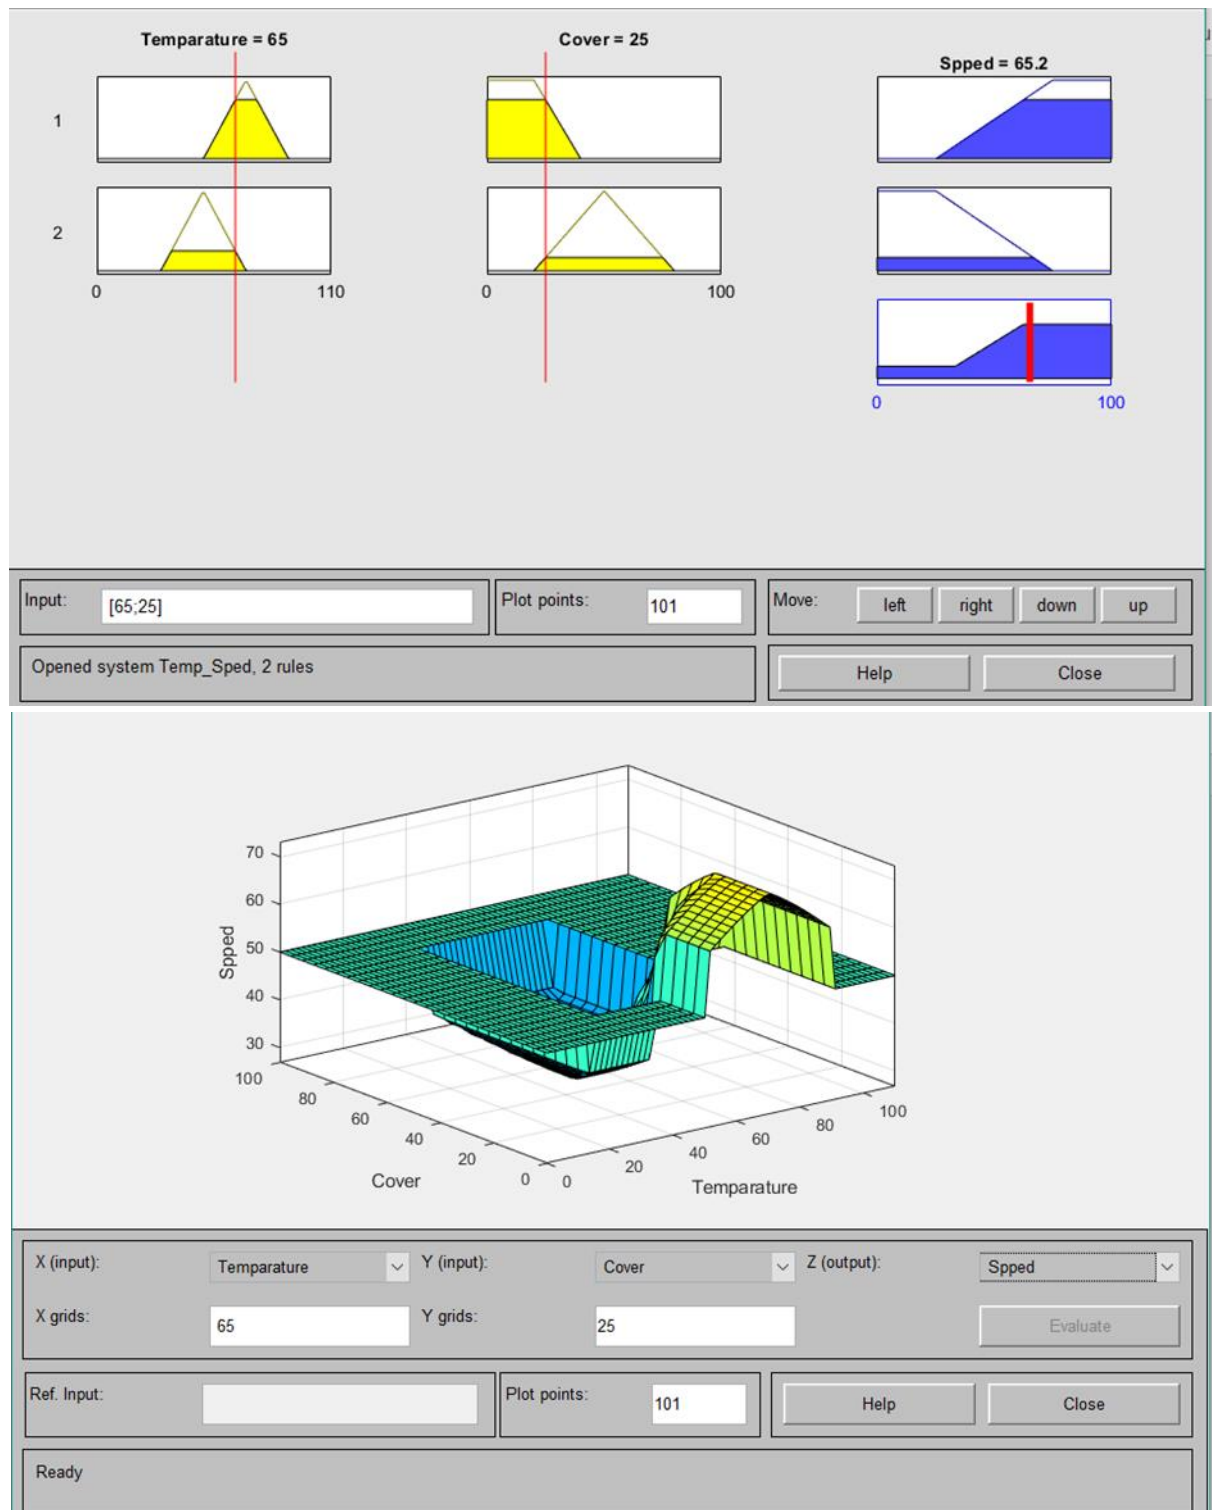 Temparature = 65
Cover = 25
Spped = 65.2
1
2
0
110
0
100
0
100
Input:
[65;25]
Plot points:
101
Move:
left
right
down
up
Opened system Temp_Sped, 2 rules
Help
Close
70
60
50
40
30
Spped
100
80
60
40
20
0
Cover
0
20
40
60
80
100
Temparature
X (input):
Temparature
Y (input):
Cover
Z (output):
Spped
X grids:
65
Y grids:
25
Evaluate
Ref. Input:
Plot points:
101
Help
Close
Ready